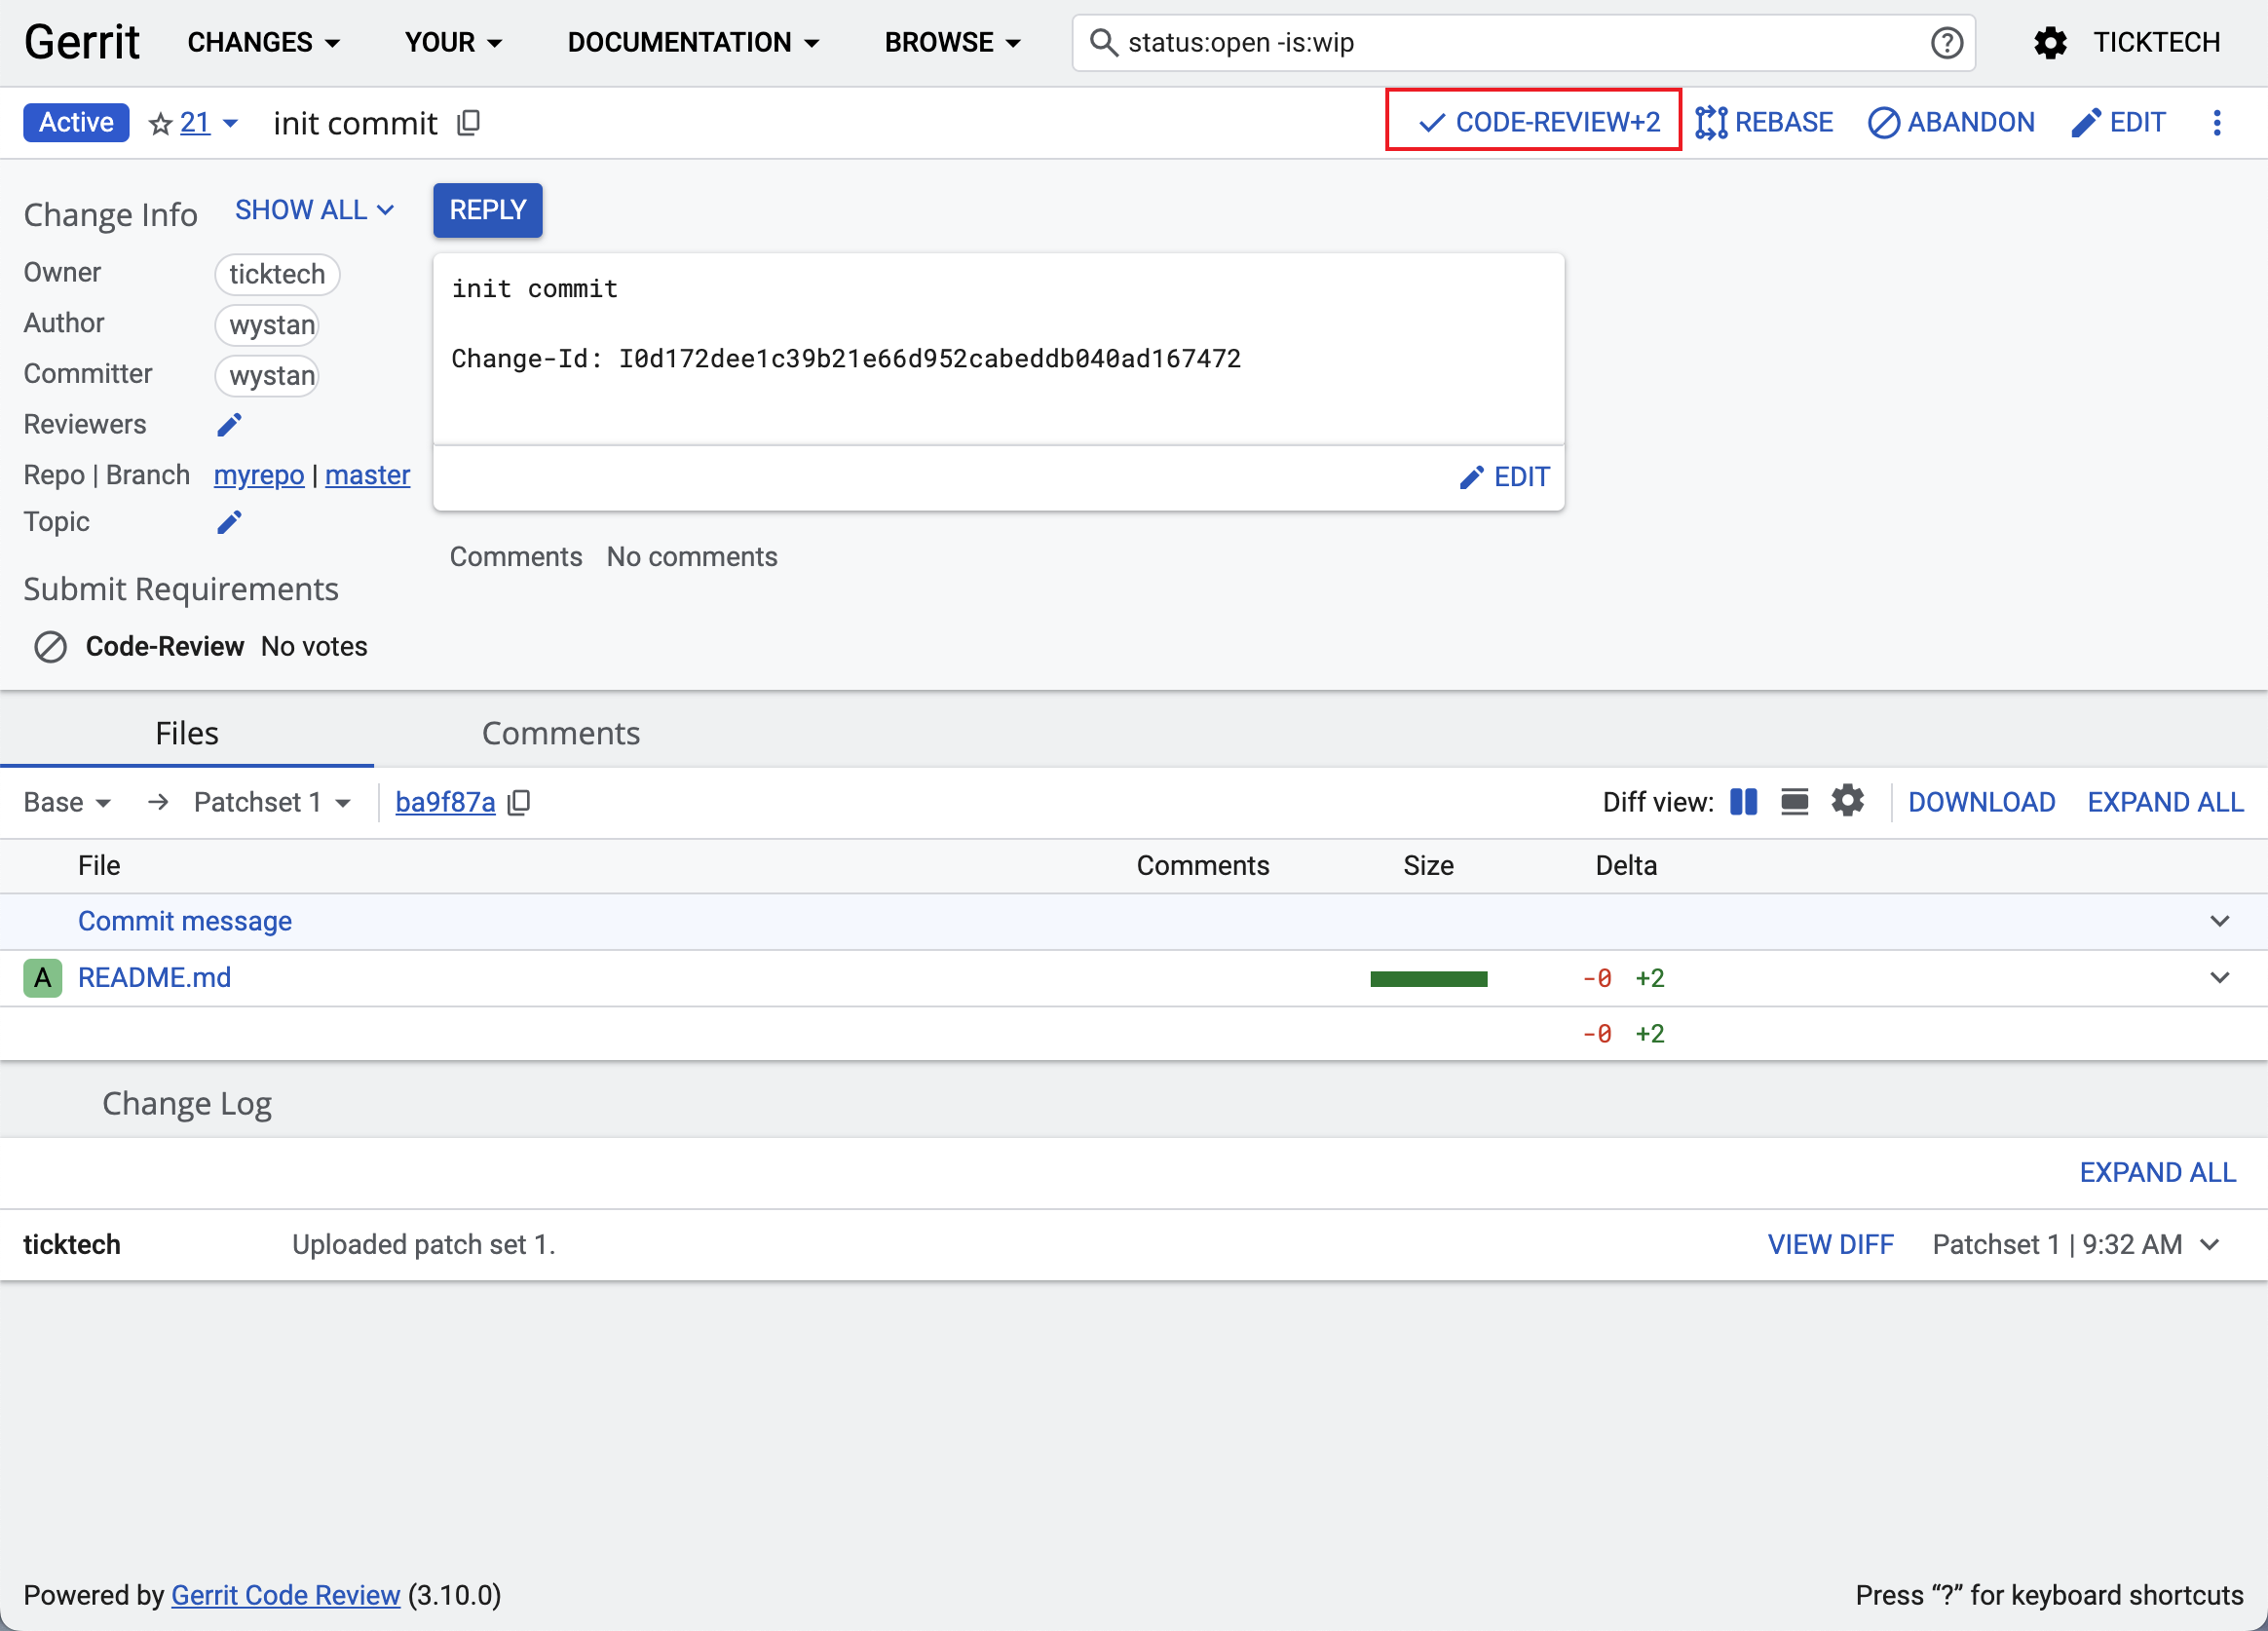 Gerrit CHANGES YOUR DOCUMENTATION BROWSE status:open -is:wip TICKTECH
Active 21 init commit CODE-REVIEW+2 REBASE ABANDON EDIT
Change Info SHOW ALL REPLY
Owner ticktech
Author wystan
Committer wystan
Reviewers
Repo | Branch myrepo | master
Topic
init commit
Change-Id: I0d172dee1c39b21e66d952cabeddb040ad167472
EDIT
Comments No comments
Submit Requirements
Code-Review No votes
Files Comments
Base → Patchset 1 ba9f87a Diff view: DOWNLOAD EXPAND ALL
File Comments Size Delta
Commit message
A README.md -0 +2
-0 +2
Change Log
EXPAND ALL
ticktech Uploaded patch set 1. VIEW DIFF Patchset 1 | 9:32 AM
Powered by Gerrit Code Review (3.10.0) Press “?” for keyboard shortcuts